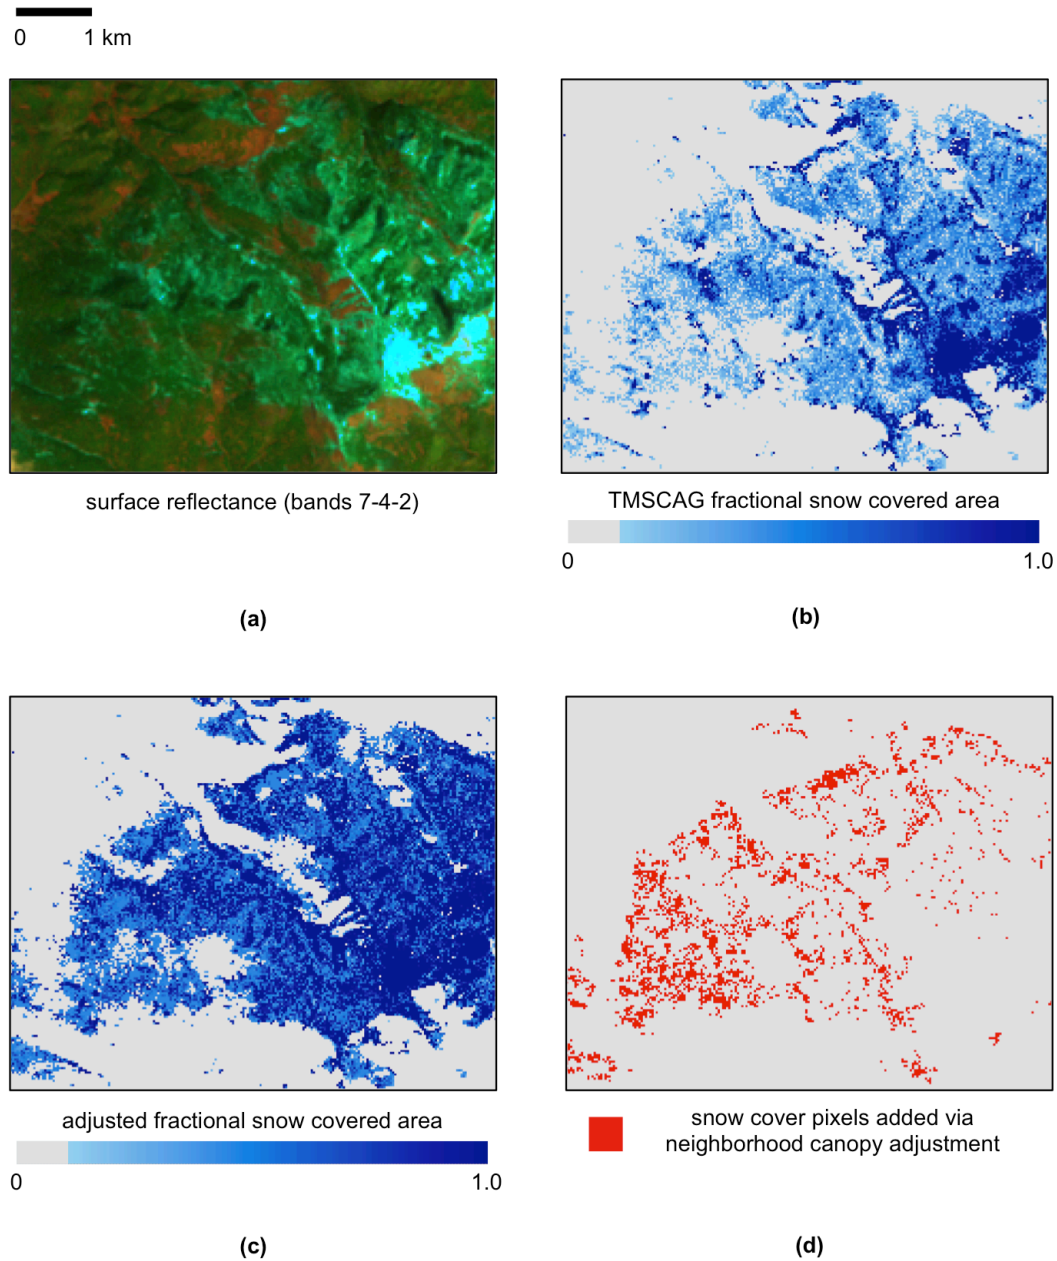 0 1 km
surface reflectance (bands 7-4-2)
TMSCAG fractional snow covered area
0 1.0
(a)
(b)
adjusted fractional snow covered area
0 1.0
snow cover pixels added via
neighborhood canopy adjustment
(c)
(d)